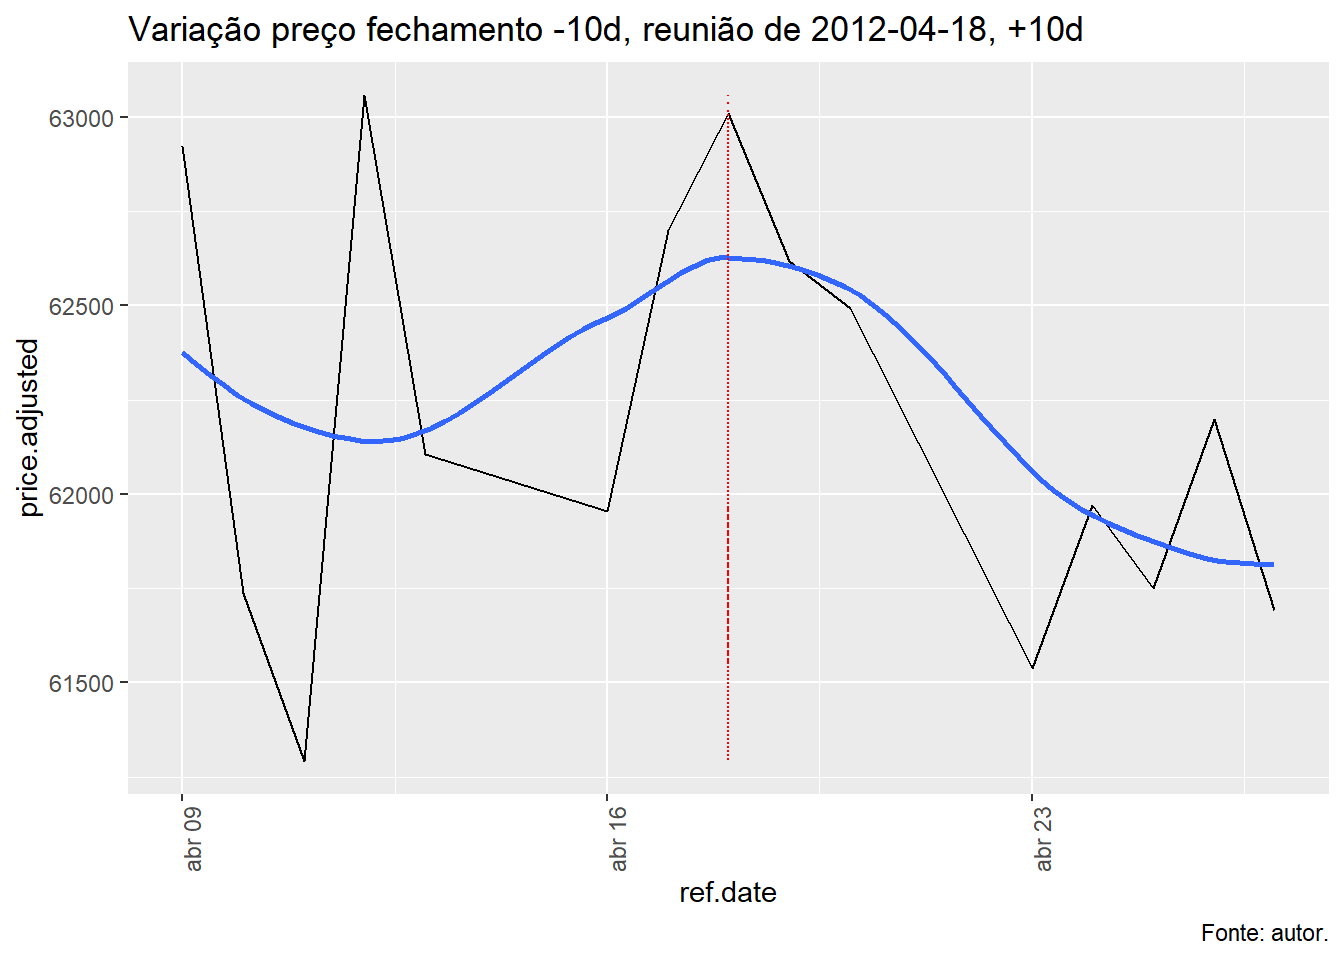 Variação preço fechamento -10d, reunião de 2012-04-18, +10d
price.adjusted
63000
62500
62000
61500
abr 09
abr 16
abr 23
ref.date
Fonte: autor.